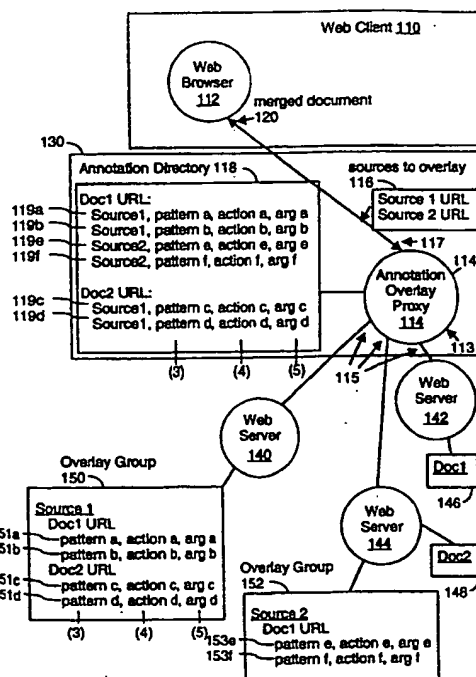 Web Client 110
Web
Browser
112
merged document
120
130
Annotation Directory 118
sources to overlay
116
Source 1 URL
Source 2 URL
Doc1 URL:
119a Source1, pattern a, action a, arg a
119b Source1, pattern b, action b, arg b
119e Source2, pattern e, action e, arg e
119f Source2, pattern f, action f, arg f
117
114
Annotation
Overlay
Proxy
114
Doc2 URL:
119c Source1, pattern c, action c, arg c
119d Source1, pattern d, action d, arg d
113
115
(3) (4) (5)
Web
Server
142
Web
Server
140
Doc1
146
Overlay Group
150
Source 1
Doc1 URL
51a pattern a, action a, arg a
51b pattern b, action b, arg b
Doc2 URL
51c pattern c, action c, arg c
51d pattern d, action d, arg d
(3) (4) (5)
Web
Server
144
Doc2
148
Overlay Group
152
Source 2
Doc1 URL
153e pattern e, action e, arg e
153f pattern f, action f, arg f